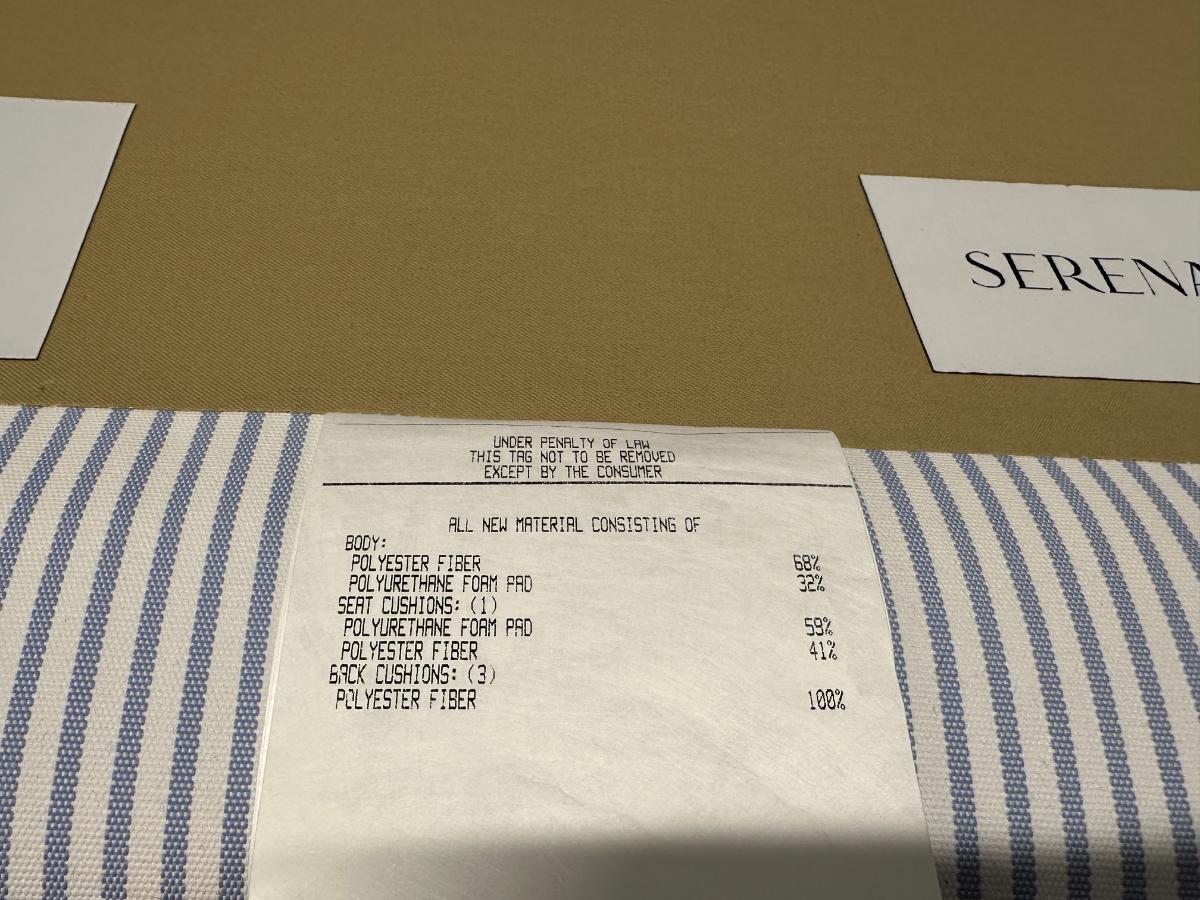 SERENA
UNDER PENALTY OF LAW
THIS TAG NOT TO BE REMOVED
EXCEPT BY THE CONSUMER
ALL NEW MATERIAL CONSISTING OF
BODY:
POLYESTER FIBER 68%
POLYURETHANE FOAM PAD 32%
SEAT CUSHIONS: (1)
POLYURETHANE FOAM PAD 59%
POLYESTER FIBER 41%
BACK CUSHIONS: (3)
POLYESTER FIBER 100%